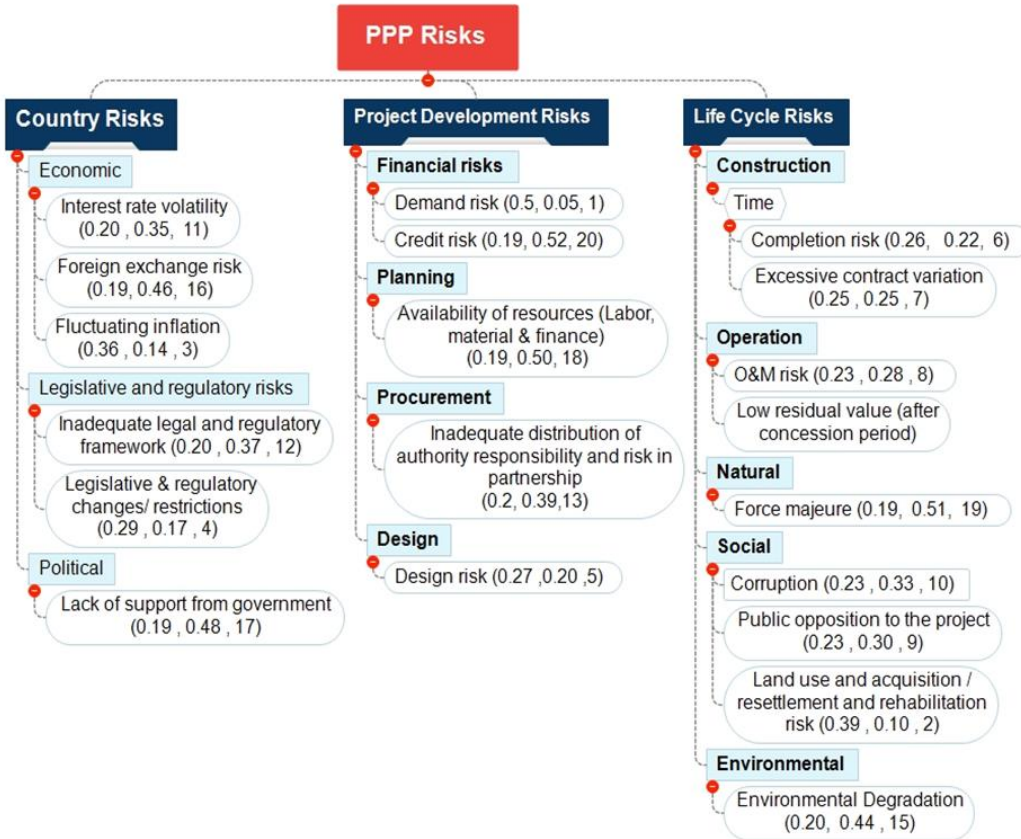 PPP Risks
Country Risks
Economic
Interest rate volatility
(0.20 , 0.35, 11)
Foreign exchange risk
(0.19, 0.46, 16)
Fluctuating inflation
(0.36 , 0.14 , 3)
Legislative and regulatory risks
Inadequate legal and regulatory
framework (0.20 , 0.37 , 12)
Legislative & regulatory
changes/ restrictions
(0.29 , 0.17 , 4)
Political
Lack of support from government
(0.19 , 0.48 , 17)
Project Development Risks
Financial risks
Demand risk (0.5, 0.05, 1)
Credit risk (0.19, 0.52, 20)
Planning
Availability of resources (Labor,
material & finance)
(0.19, 0.50, 18)
Procurement
Inadequate distribution of
authority responsibility and risk in
partnership
(0.2, 0.39,13)
Design
Design risk (0.27 ,0.20 ,5)
Life Cycle Risks
Construction
Time
Completion risk (0.26, 0.22, 6)
Excessive contract variation
(0.25 , 0.25 , 7)
Operation
O&M risk (0.23 , 0.28 , 8)
Low residual value (after
concession period)
Natural
Force majeure (0.19, 0.51, 19)
Social
Corruption (0.23 , 0.33 , 10)
Public opposition to the project
(0.23 , 0.30 , 9)
Land use and acquisition /
resettlement and rehabilitation
risk (0.39 , 0.10 , 2)
Environmental
Environmental Degradation
(0.20, 0.44 , 15)